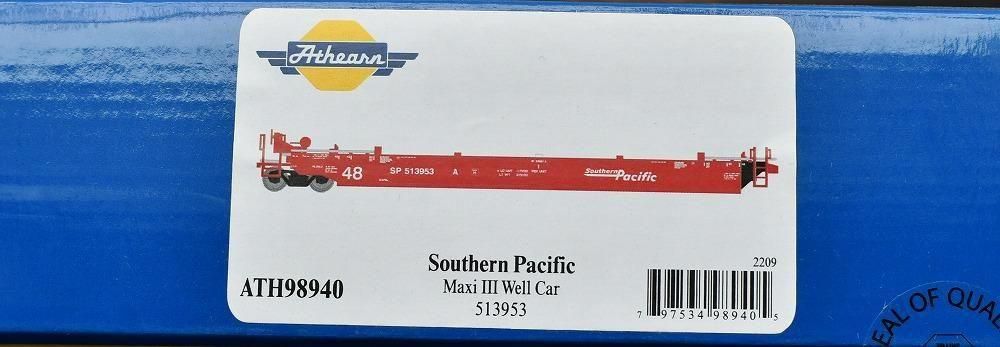 Athearn
48
SP 513953 A
Southern Pacific
Southern Pacific
Maxi III Well Car
513953
ATH98940
2209
7 97534 98940 5
EAL OF QUA